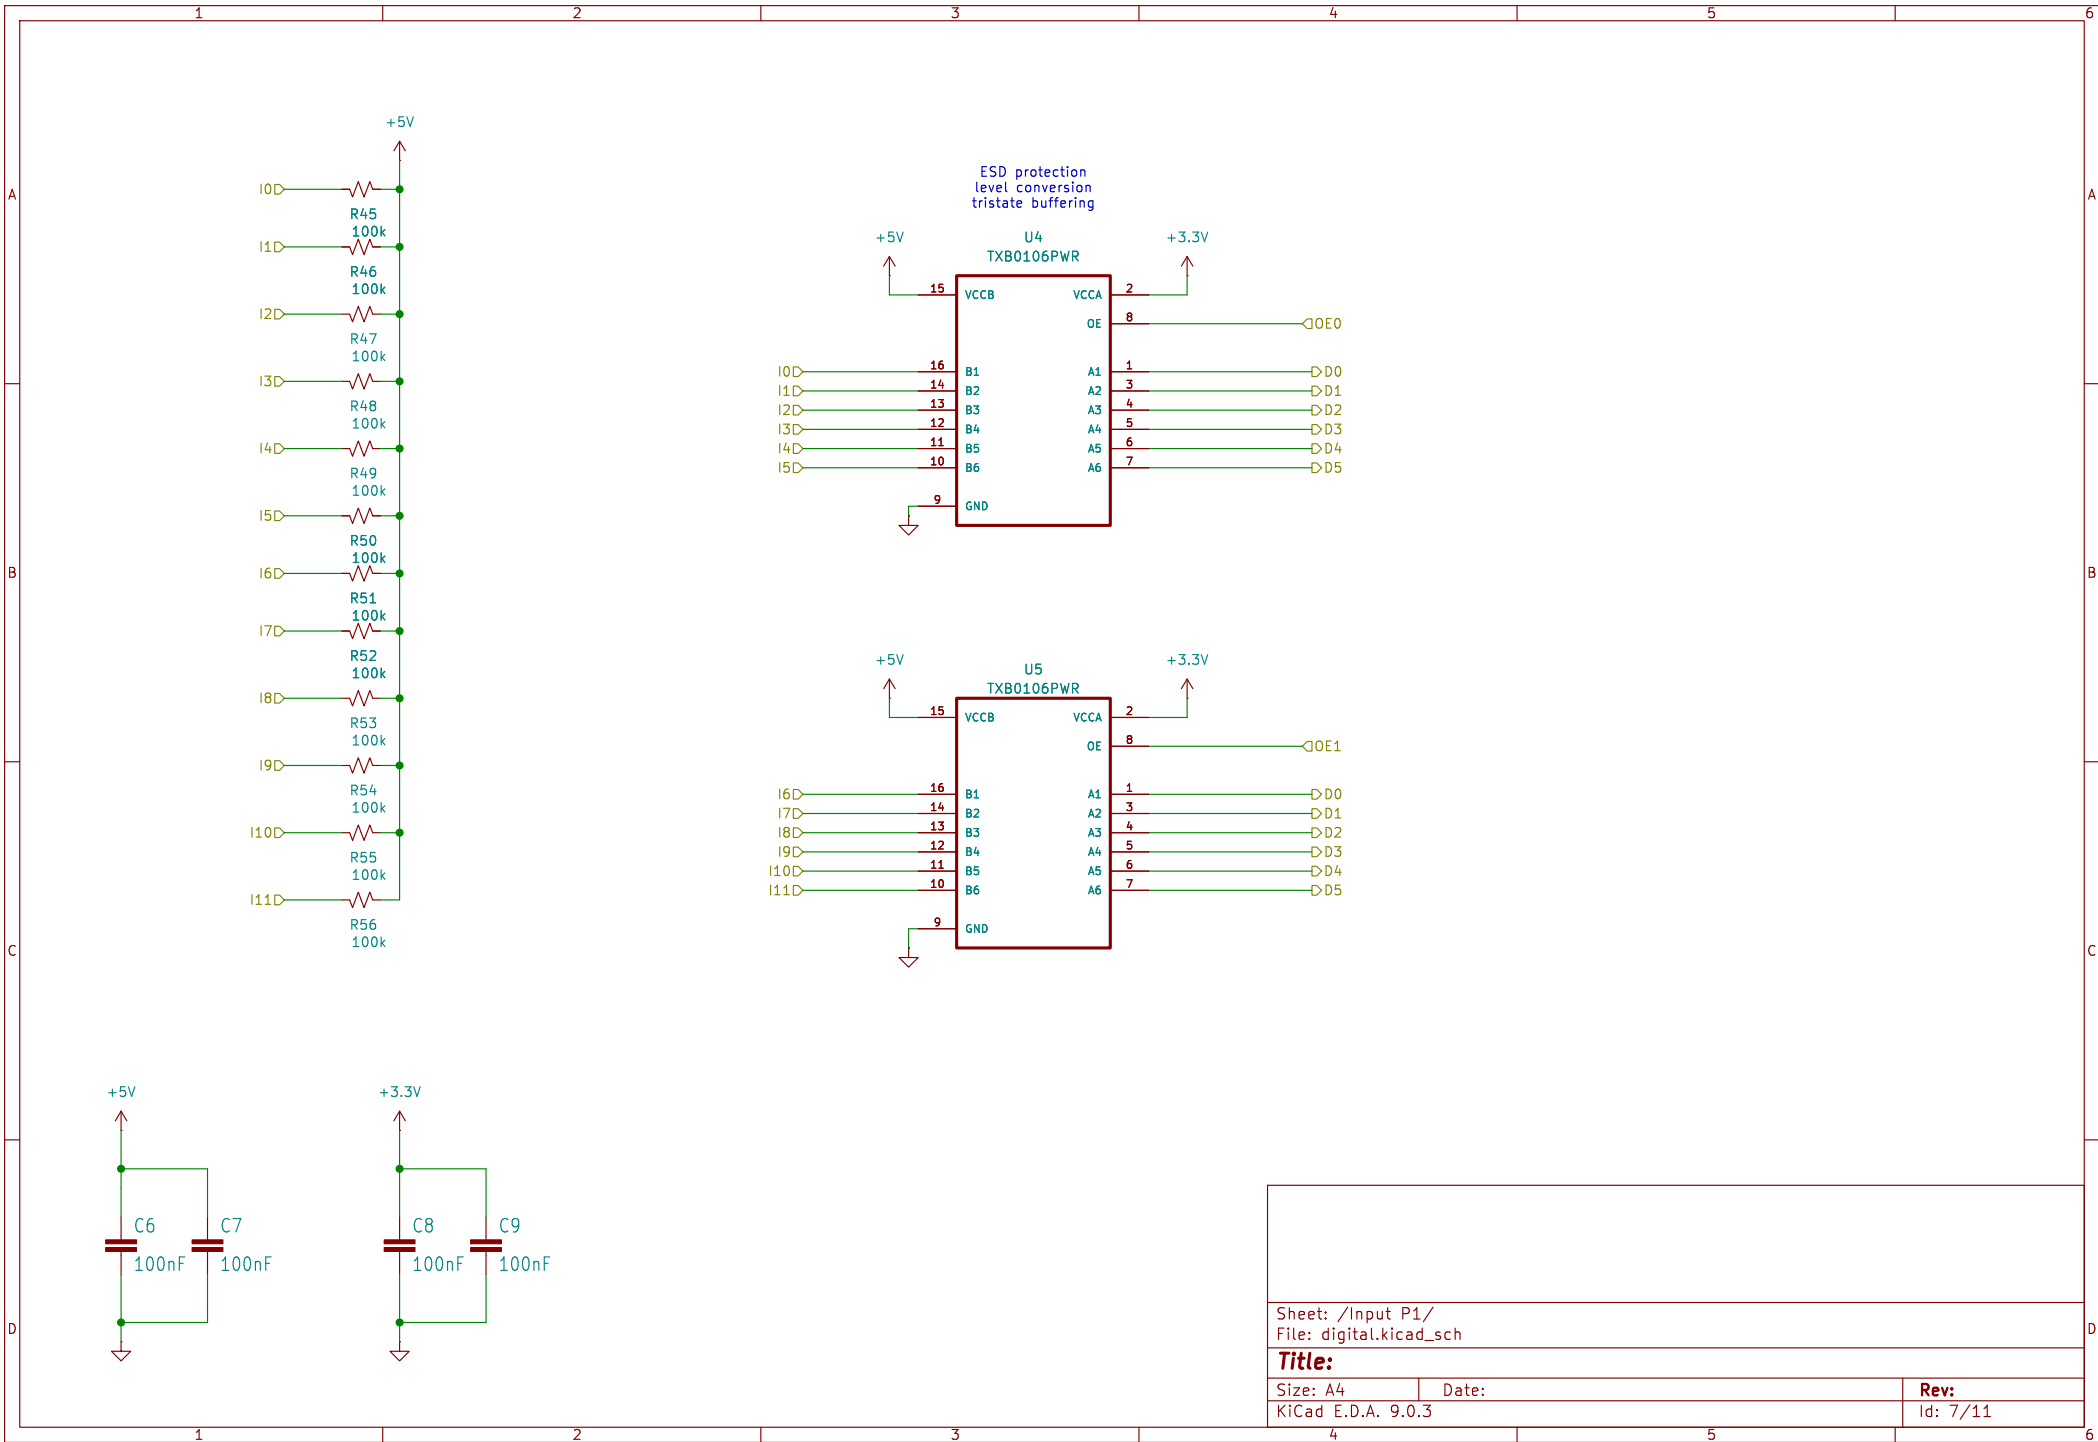 1 2 3 4 5 6
A A
B B
C C
D D
1 2 3 4 5 6
+5V
I0
R45
100k
I1
R46
100k
I2
R47
100k
I3
R48
100k
I4
R49
100k
I5
R50
100k
I6
R51
100k
I7
R52
100k
I8
R53
100k
I9
R54
100k
I10
R55
100k
I11
R56
100k
ESD protection
level conversion
tristate buffering
U4
TXB0106PWR
+5V +3.3V
15 VCCB VCCA 2
OE 8 OE0
I0 16 B1 A1 1 D0
I1 14 B2 A2 3 D1
I2 13 B3 A3 4 D2
I3 12 B4 A4 5 D3
I4 11 B5 A5 6 D4
I5 10 B6 A6 7 D5
9 GND
U5
TXB0106PWR
+5V +3.3V
15 VCCB VCCA 2
OE 8 OE1
I6 16 B1 A1 1 D0
I7 14 B2 A2 3 D1
I8 13 B3 A3 4 D2
I9 12 B4 A4 5 D3
I10 11 B5 A5 6 D4
I11 10 B6 A6 7 D5
9 GND
+5V
C6
100nF
C7
100nF
+3.3V
C8
100nF
C9
100nF
Sheet: /Input P1/
File: digital.kicad_sch
Title:
Size: A4 Date: Rev:
KiCad E.D.A. 9.0.3 Id: 7/11